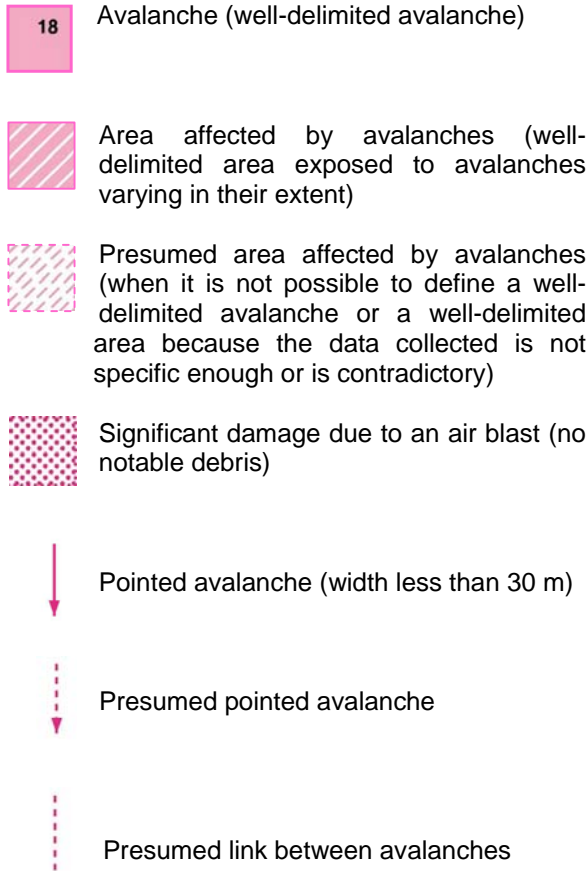 18
Avalanche (well-delimited avalanche)
Area affected by avalanches (well-
delimited area exposed to avalanches
varying in their extent)
Presumed area affected by avalanches
(when it is not possible to define a well-
delimited avalanche or a well-delimited
area because the data collected is not
specific enough or is contradictory)
Significant damage due to an air blast (no
notable debris)
Pointed avalanche (width less than 30 m)
Presumed pointed avalanche
Presumed link between avalanches